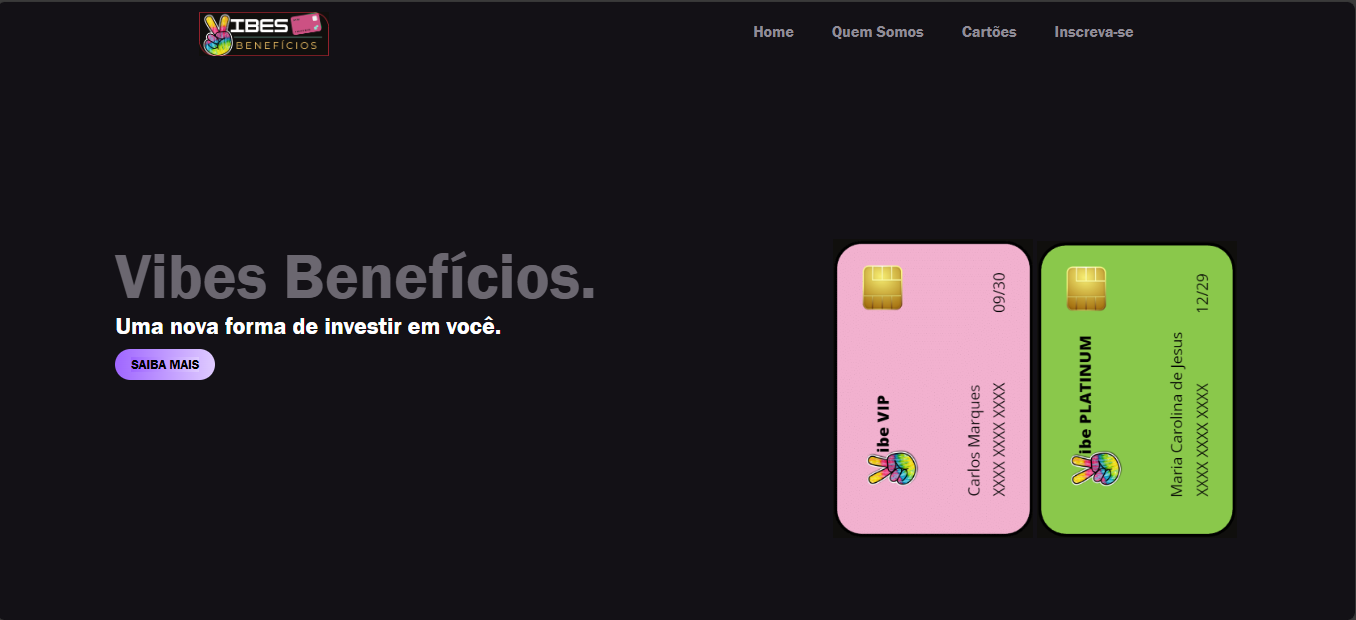 VIBES
BENEFÍCIOS
Home
Quem Somos
Cartões
Inscreva-se
Vibes Benefícios.
Uma nova forma de investir em você.
SAIBA MAIS
ibe VIP
Carlos Marques
XXXX XXXX XXXX
09/30
ibe PLATINUM
Maria Carolina de Jesus
XXXX XXXX XXXX
12/29